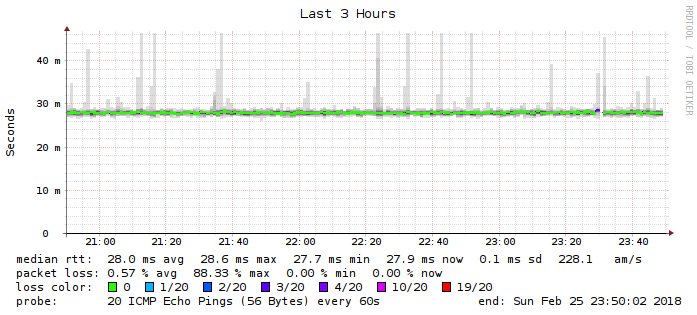 Last 3 Hours
RRDTOOL / TOBI OETIKER
Seconds
40 m
30 m
20 m
10 m
0
21:00 21:20 21:40 22:00 22:20 22:40 23:00 23:20 23:40
median rtt: 28.0 ms avg 28.6 ms max 27.7 ms min 27.9 ms now 0.1 ms sd 228.1 am/s
packet loss: 0.57 % avg 88.33 % max 0.00 % min 0.00 % now
loss color: 0 1/20 2/20 3/20 4/20 10/20 19/20
probe: 20 ICMP Echo Pings (56 Bytes) every 60s end: Sun Feb 25 23:50:02 2018